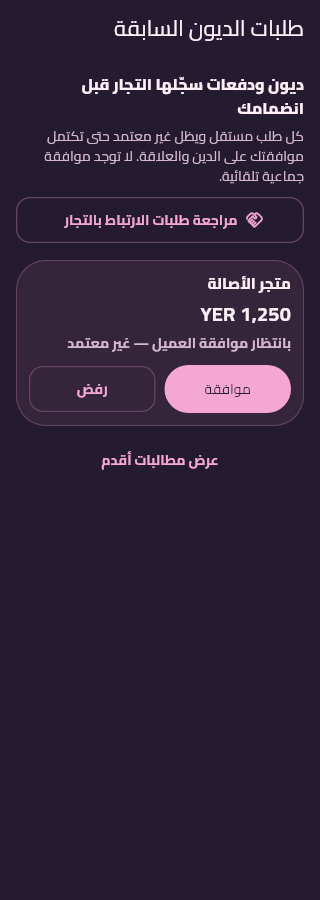 طلبات الديون السابقة
ديون ودفعات سجّلها التجار قبل
انضمامك
كل طلب مستقل ويظل غير معتمد حتى تكتمل
موافقتك على الدين والعلاقة. لا توجد موافقة
جماعية تلقائية.
مراجعة طلبات الارتباط بالتجار
متجر الأصالة
YER 1,250
بانتظار موافقة العميل — غير معتمد
موافقة
رفض
عرض مطالبات أقدم